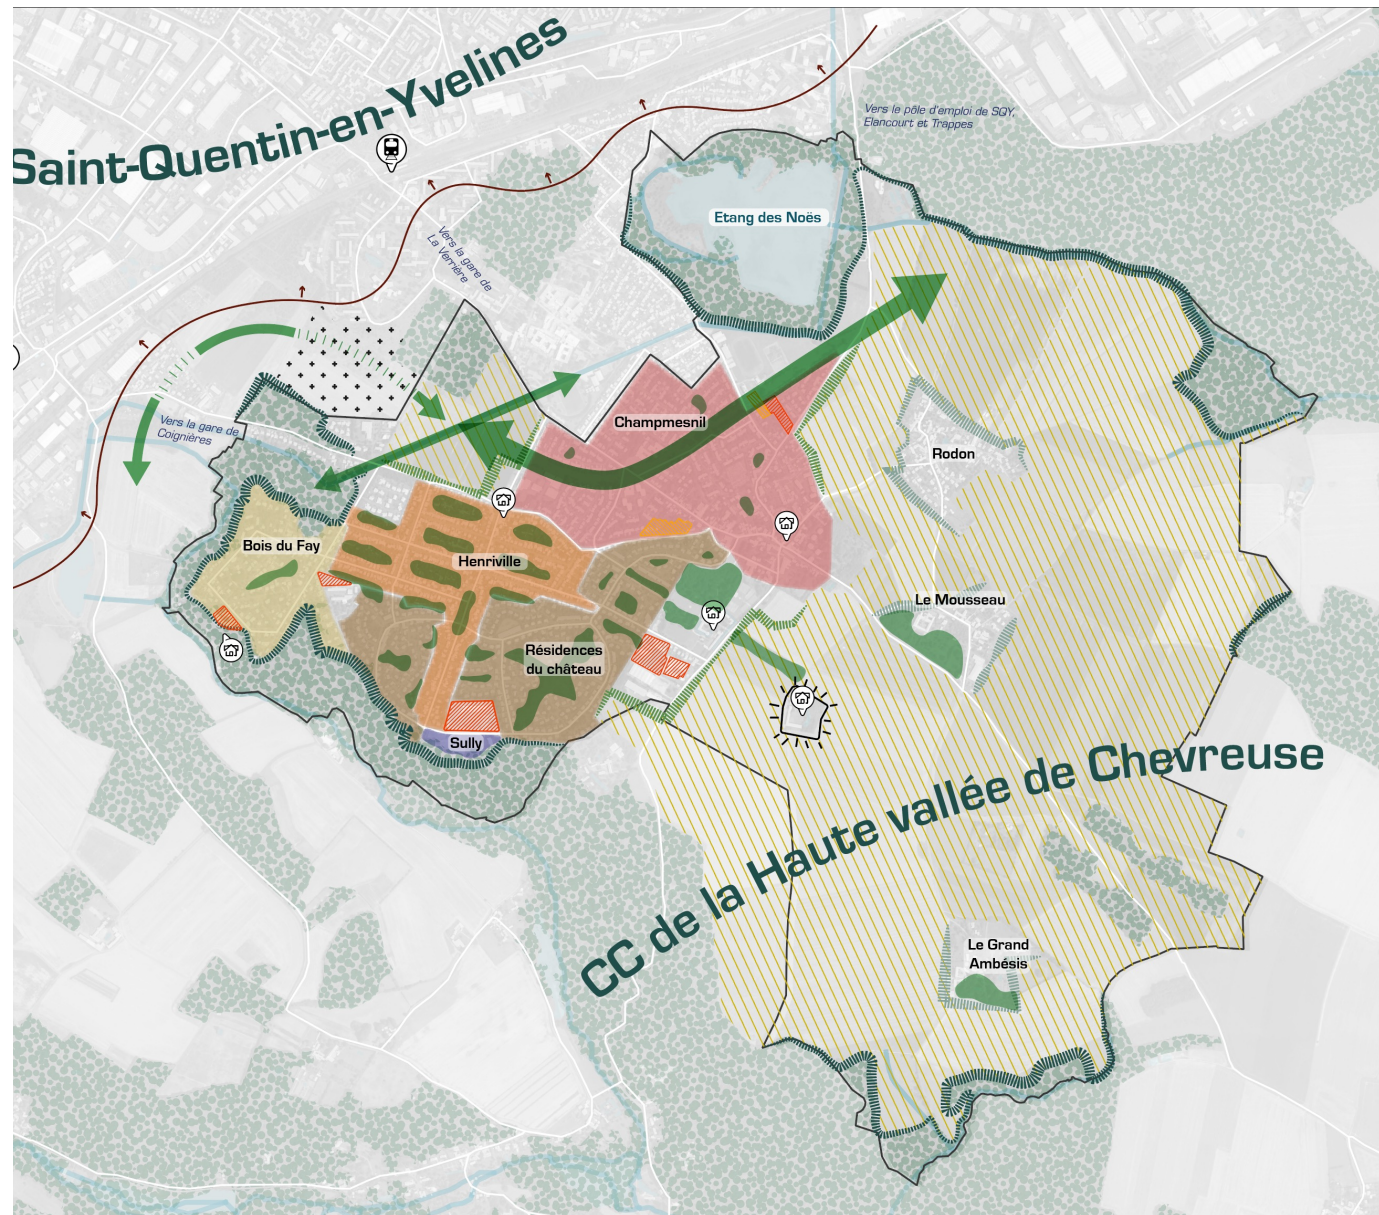 Saint-Quentin-en-Yvelines
Vers le pôle d'emploi de SQY,
Elancourt et Trappes
Etang des Noës
Vers la gare de
La Verrière
Vers la gare de
Coignières
Champmesnil
Rodon
Bois du Fay
Henriville
Le Mousseau
Résidences
du château
Sully
CC de la Haute vallée de Chevreuse
Le Grand
Ambésis